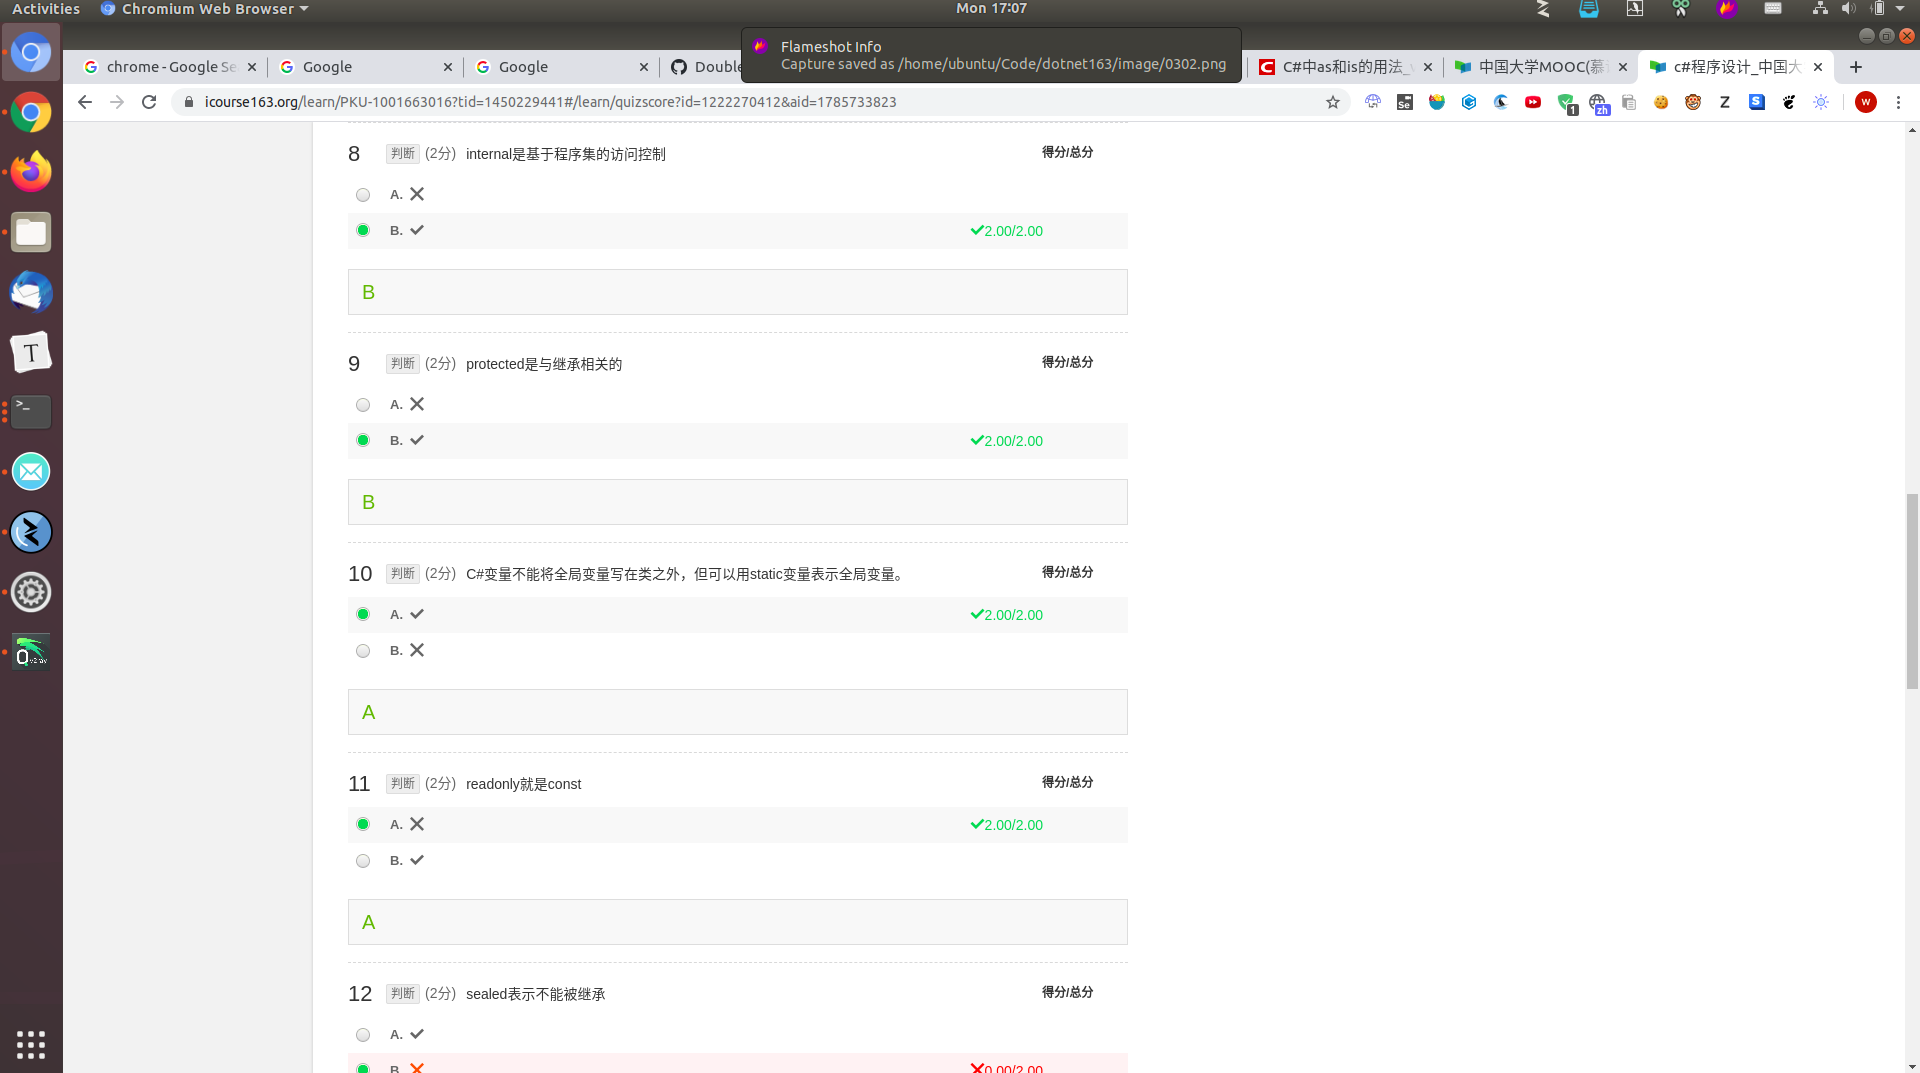 Activities
Chromium Web Browser
Mon 17:07
Flameshot Info
Capture saved as /home/ubuntu/Code/dotnet163/image/0302.png
chrome - Google Se
Google
Google
Double
C#中as和is的用法_
中国大学MOOC(慕
c#程序设计_中国大
icourse163.org/learn/PKU-1001663016?tid=1450229441#/learn/quizscore?id=1222270412&aid=1785733823
8 判断 (2分) internal是基于程序集的访问控制 得分/总分
A.
B. 2.00/2.00
B
9 判断 (2分) protected是与继承相关的 得分/总分
A.
B. 2.00/2.00
B
10 判断 (2分) C#变量不能将全局变量写在类之外，但可以用static变量表示全局变量。 得分/总分
A. 2.00/2.00
B.
A
11 判断 (2分) readonly就是const 得分/总分
A. 2.00/2.00
B.
A
12 判断 (2分) sealed表示不能被继承 得分/总分
A.
B. 0.00/2.00